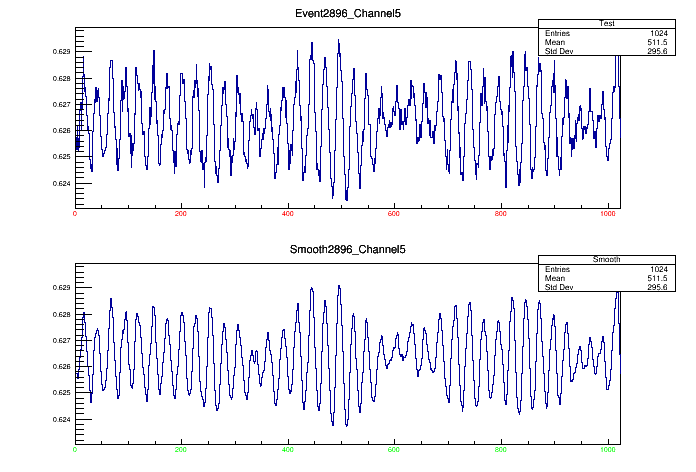 Event2896_Channel5
Test
Entries 1024
Mean 511.5
Std Dev 295.6
0.629
0.628
0.627
0.626
0.625
0.624
0 200 400 600 800 1000
Smooth2896_Channel5
Smooth
Entries 1024
Mean 511.5
Std Dev 295.6
0.629
0.628
0.627
0.626
0.625
0.624
0 200 400 600 800 1000